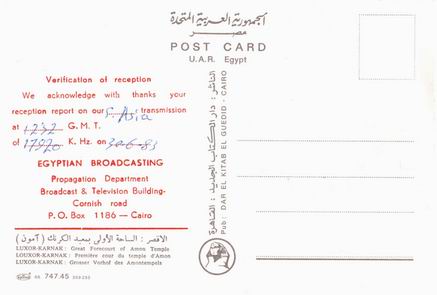 الجمهورية العربية المتحدة
مصر
POST CARD
U.A.R. Egypt
Verification of reception
We acknowledge with thanks your
reception report on our S. Asia transmission
at 1232 G. M. T.
of 17920 K. Hz. on 30.6.83
EGYPTIAN BROADCASTING
Propagation Department
Broadcast & Television Building-
Cornish road
P. O. Box 1186 — Cairo
الاقصر : الساحة الأولى بمعبد الكرنك ( آمون )
LUXOR-KARNAK : Great Forecourt of Amon Temple
LOUXOR-KARNAK : Première cour du temple d'Amon
LUXOR-KARNAK : Grosser Vorhof des Amontempels
747.45
الناشر : دار الكتاب الجديد : القاهرة
Pub : DAR EL KITAB EL GUEDID - CAIRO